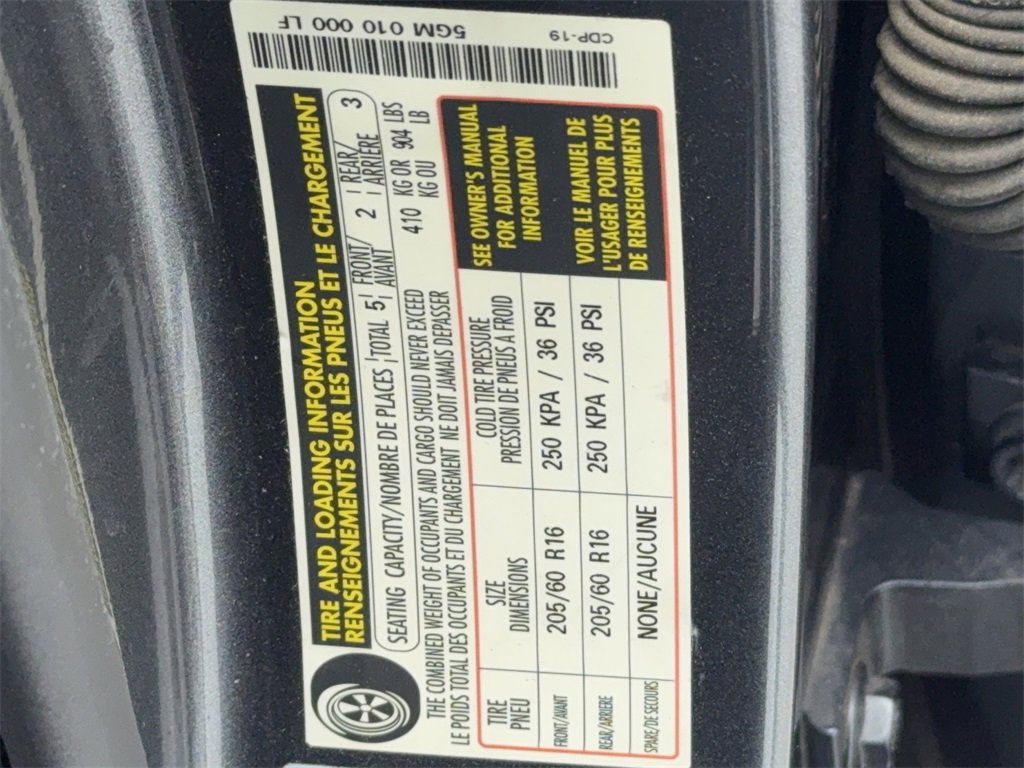 CDP-19
5GM 010 000 LF
TIRE AND LOADING INFORMATION
RENSEIGNEMENTS SUR LES PNEUS ET LE CHARGEMENT
SEATING CAPACITY/NOMBRE DE PLACES TOTAL 5 FRONT/AVANT 2 REAR/ARRIÈRE 3
THE COMBINED WEIGHT OF OCCUPANTS AND CARGO SHOULD NEVER EXCEED 410 KG OR 904 LBS
LE POIDS TOTAL DES OCCUPANTS ET DU CHARGEMENT NE DOIT JAMAIS DEPASSER KG OU LB
TIRE SIZE COLD TIRE PRESSURE
PNEU DIMENSIONS PRESSION DE PNEUS A FROID
FRONT/AVANT 205/60 R16 250 KPA / 36 PSI
REAR/ARRIERE 205/60 R16 250 KPA / 36 PSI
SPARE/DE SECOURS NONE/AUCUNE
SEE OWNER'S MANUAL
FOR ADDITIONAL
INFORMATION
VOIR LE MANUEL DE
L'USAGER POUR PLUS
DE RENSEIGNEMENTS